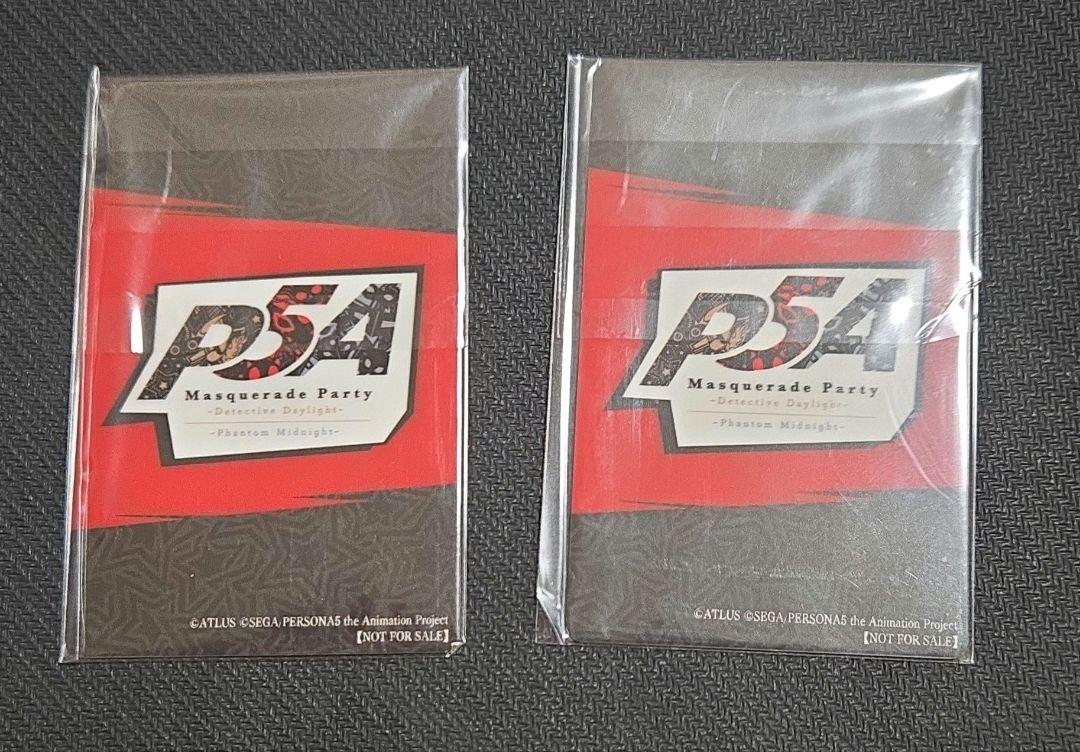 P5A
Masquerade Party
-Detective Daylight-
-Phantom Midnight-
©ATLUS ©SEGA/PERSONA5 the Animation Project
【NOT FOR SALE】
P5A
Masquerade Party
-Detective Daylight-
-Phantom Midnight-
©ATLUS ©SEGA/PERSONA5 the Animation Project
【NOT FOR SALE】